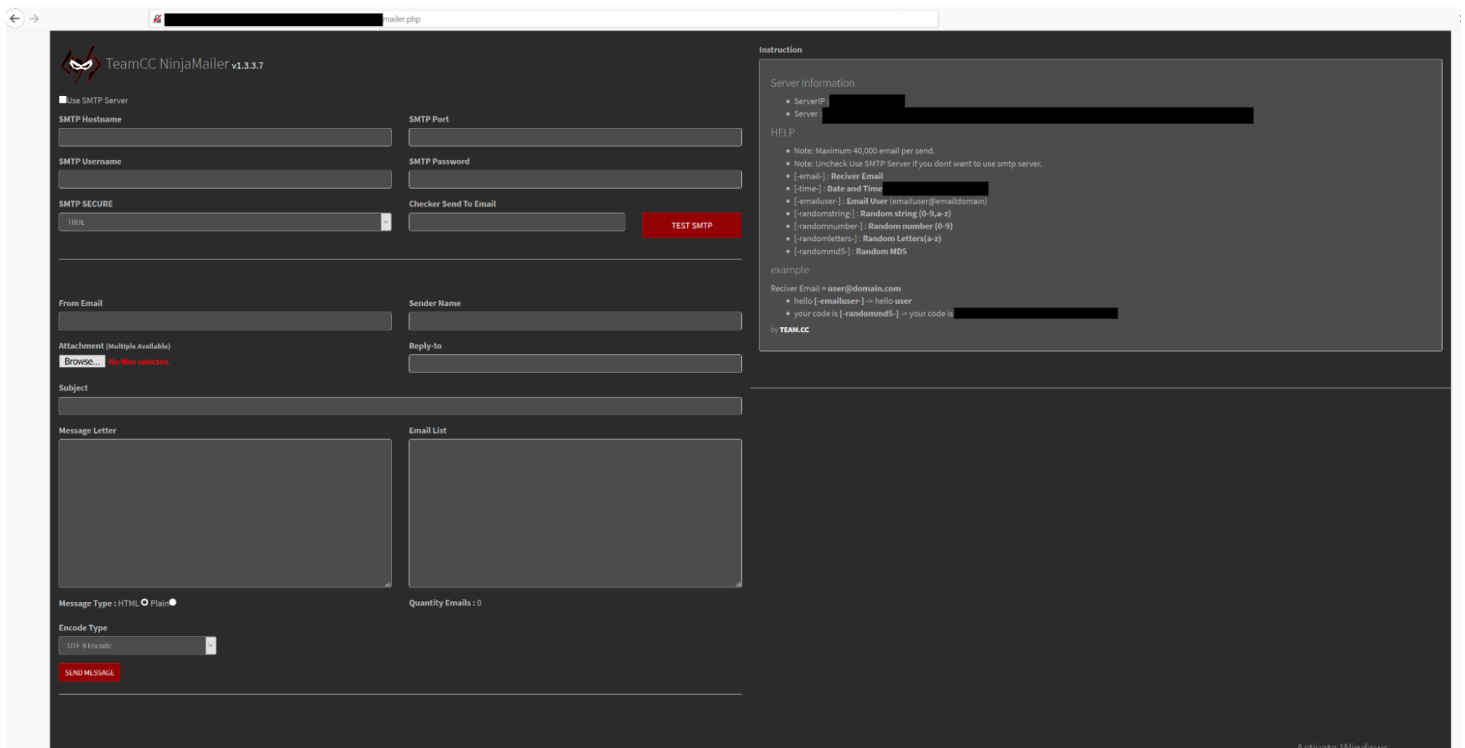 mailer.php
TeamCC NinjaMailer v1.3.3.7
Use SMTP Server
SMTP Hostname
SMTP Port
SMTP Username
SMTP Password
SMTP SECURE
Checker Send To Email
TRUE
TEST SMTP
From Email
Sender Name
Attachment (Multiple Available)
Reply-to
Browse... No files selected.
Subject
Message Letter
Email List
Message Type : HTML Plain
Quantity Emails : 0
Encode Type
UTF 8 Encode
SEND MESSAGE
Instruction
Server Information
ServerIP :
Server :
HELP
Note: Maximum 40,000 email per send.
Note: Uncheck Use SMTP Server if you dont want to use smtp server.
[-email-] : Reciver Email
[-time-] : Date and Time
[-emailuser-] : Email User (emailuser@emaildomain)
[-randomstring-] : Random string (0-9,a-z)
[-randomnumber-] : Random number (0-9)
[-randomletters-] : Random Letters(a-z)
[-randommd5-] : Random MD5
example
Reciver Email = user@domain.com
hello [-emailuser-] -> hello user
your code is [-randommd5-] -> your code is
by TEAM.CC
Activate Windows